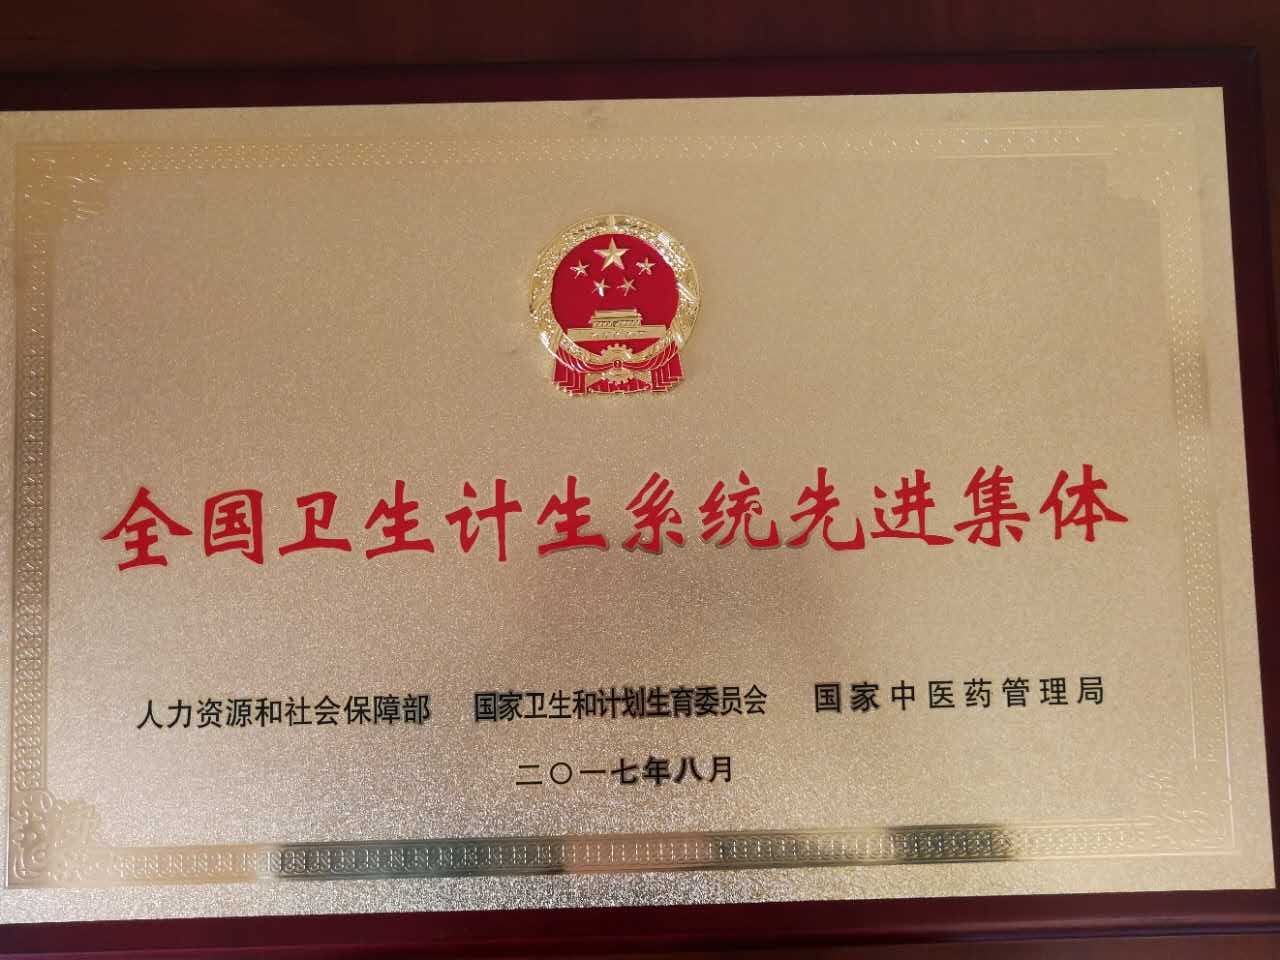 全国卫生计生系统先进集体
人力资源和社会保障部 国家卫生和计划生育委员会 国家中医药管理局
二〇一七年八月